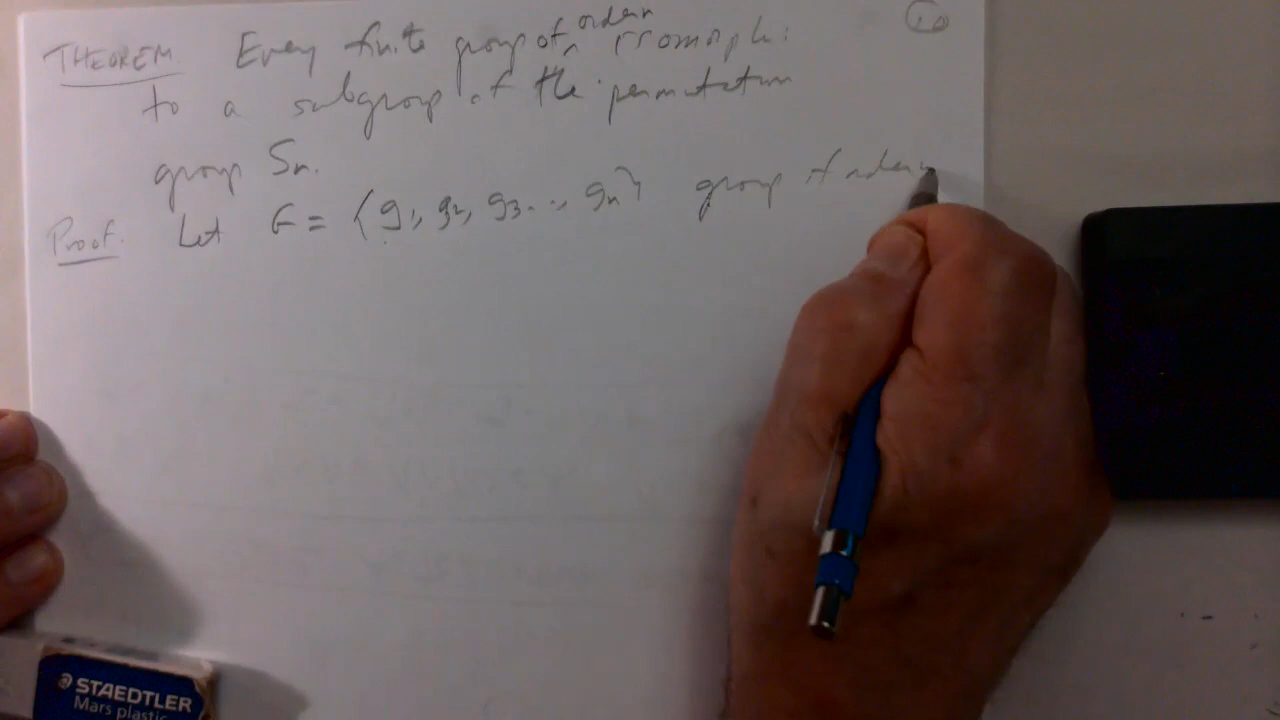 THEOREM. Every finite group of order isomorphic
to a subgroup of the permutation
group Sn.
Proof. Let G = {g1, g2, g3..., gn} group of order n
10
STAEDTLER
Mars plastic